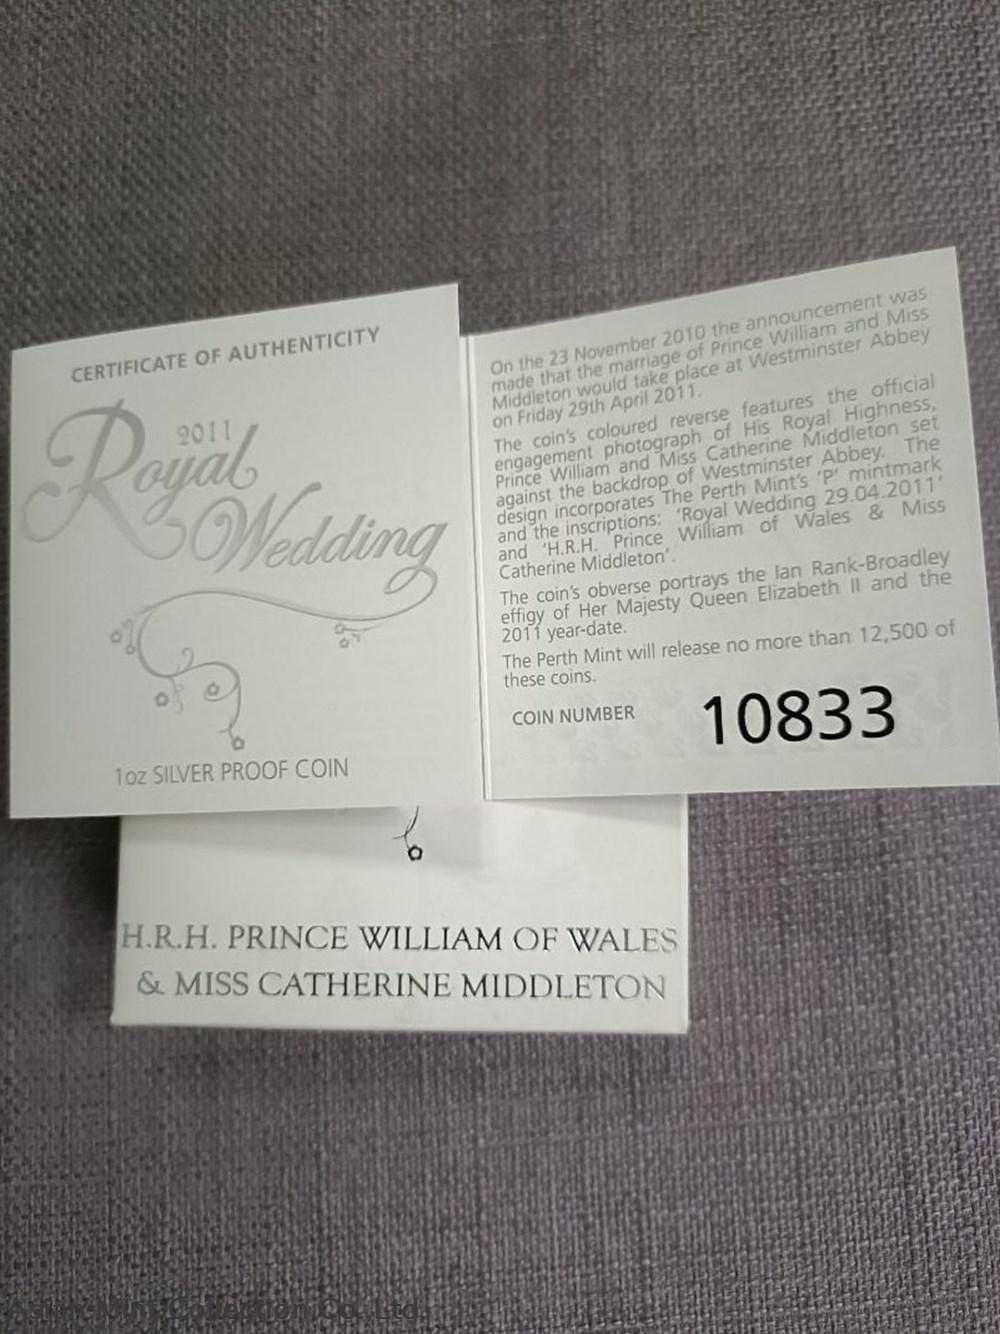 CERTIFICATE OF AUTHENTICITY
2011
Royal
Wedding
1oz SILVER PROOF COIN
On the 23 November 2010 the announcement was
made that the marriage of Prince William and Miss
Middleton would take place at Westminster Abbey
on Friday 29th April 2011.
The coin's coloured reverse features the official
engagement photograph of His Royal Highness,
Prince William and Miss Catherine Middleton set
against the backdrop of Westminster Abbey. The
design incorporates The Perth Mint's 'P' mintmark
and the inscriptions: 'Royal Wedding 29.04.2011'
and 'H.R.H. Prince William of Wales & Miss
Catherine Middleton'.
The coin's obverse portrays the Ian Rank-Broadley
effigy of Her Majesty Queen Elizabeth II and the
2011 year-date.
The Perth Mint will release no more than 12,500 of
these coins.
COIN NUMBER 10833
H.R.H. PRINCE WILLIAM OF WALES
& MISS CATHERINE MIDDLETON
Mint Collection Co. Ltd